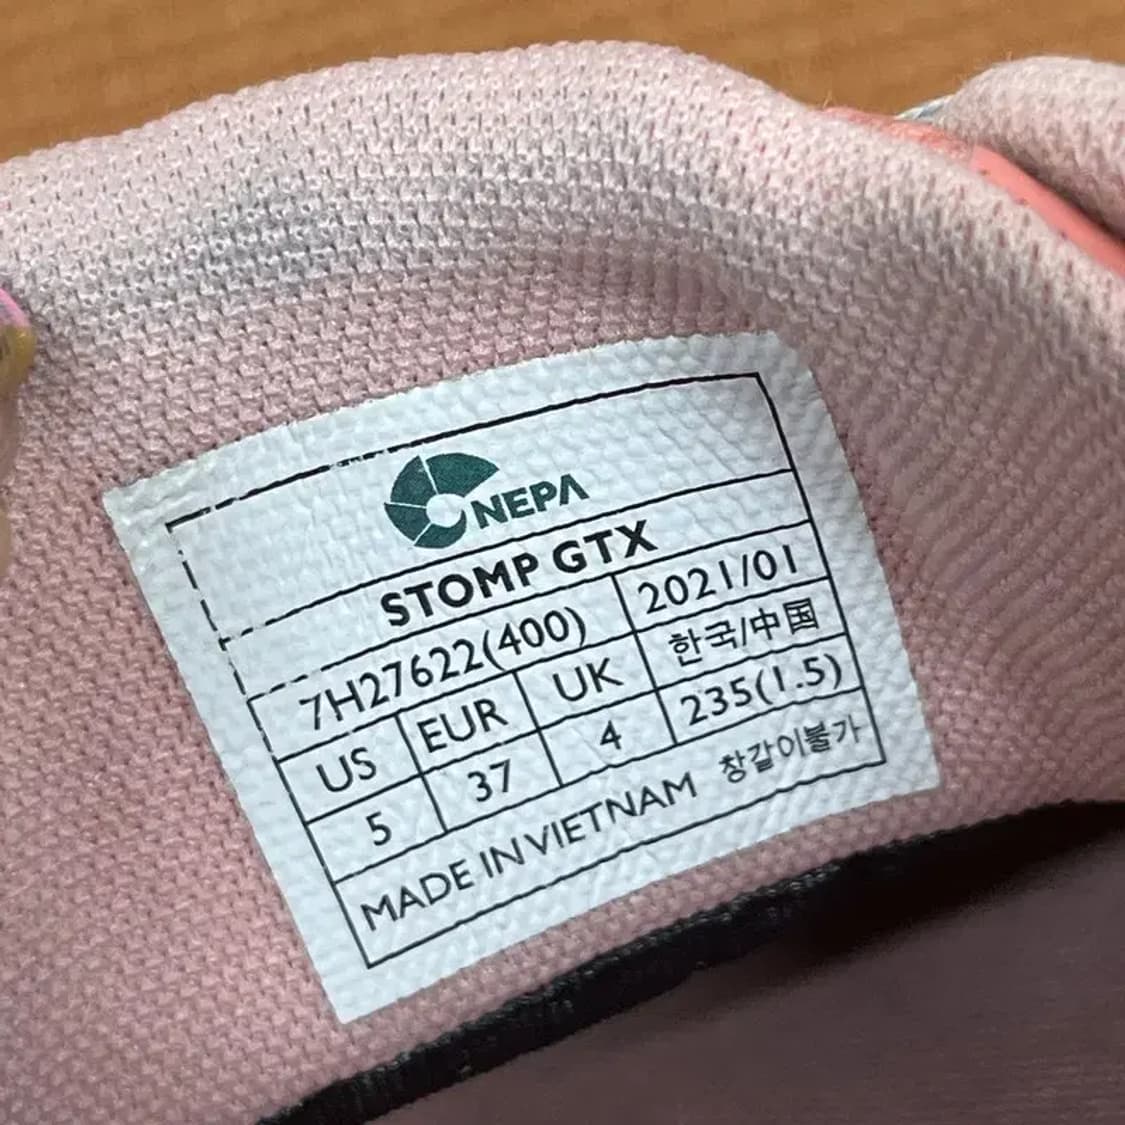 NEPA
STOMP GTX
7H27622(400) 2021/01
US EUR UK 한국/中国
5 37 4 235(1.5)
MADE IN VIETNAM 창갈이불가